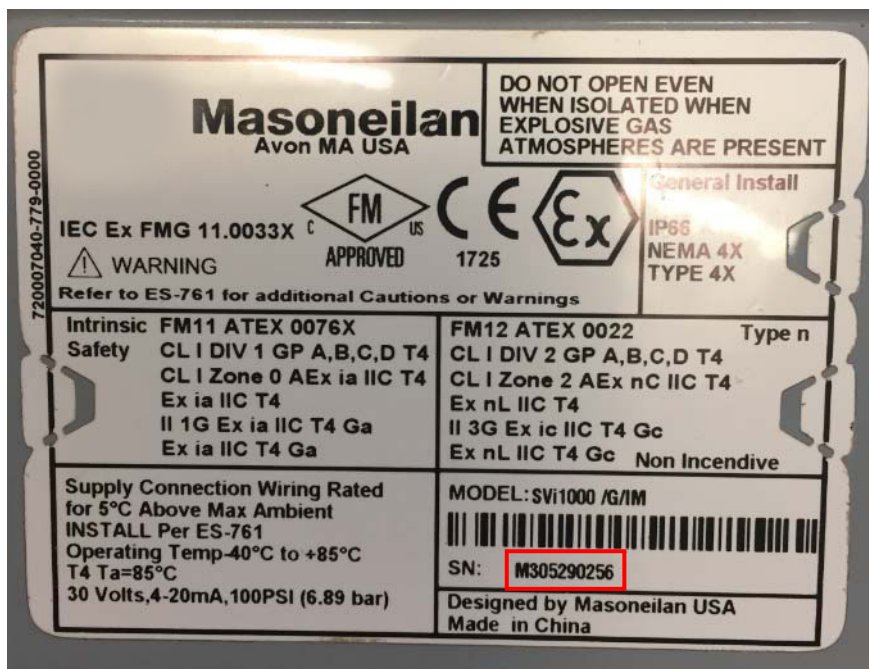 Masoneilan
Avon MA USA
DO NOT OPEN EVEN
WHEN ISOLATED WHEN
EXPLOSIVE GAS
ATMOSPHERES ARE PRESENT
720007040-779-0000
IEC Ex FMG 11.0033X
C FM US
APPROVED
CE
1725
Ex
General Install
IP66
NEMA 4X
TYPE 4X
WARNING
Refer to ES-761 for additional Cautions or Warnings
Intrinsic FM11 ATEX 0076X
Safety CL I DIV 1 GP A,B,C,D T4
CL I Zone 0 AEx ia IIC T4
Ex ia IIC T4
II 1G Ex ia IIC T4 Ga
Ex ia IIC T4 Ga
FM12 ATEX 0022 Type n
CL I DIV 2 GP A,B,C,D T4
CL I Zone 2 AEx nC IIC T4
Ex nL IIC T4
II 3G Ex ic IIC T4 Gc
Ex nL IIC T4 Gc Non Incendive
Supply Connection Wiring Rated
for 5°C Above Max Ambient
INSTALL Per ES-761
Operating Temp-40°C to +85°C
T4 Ta=85°C
30 Volts,4-20mA,100PSI (6.89 bar)
MODEL: SVi1000 /G/IM
SN: M305290256
Designed by Masoneilan USA
Made in China